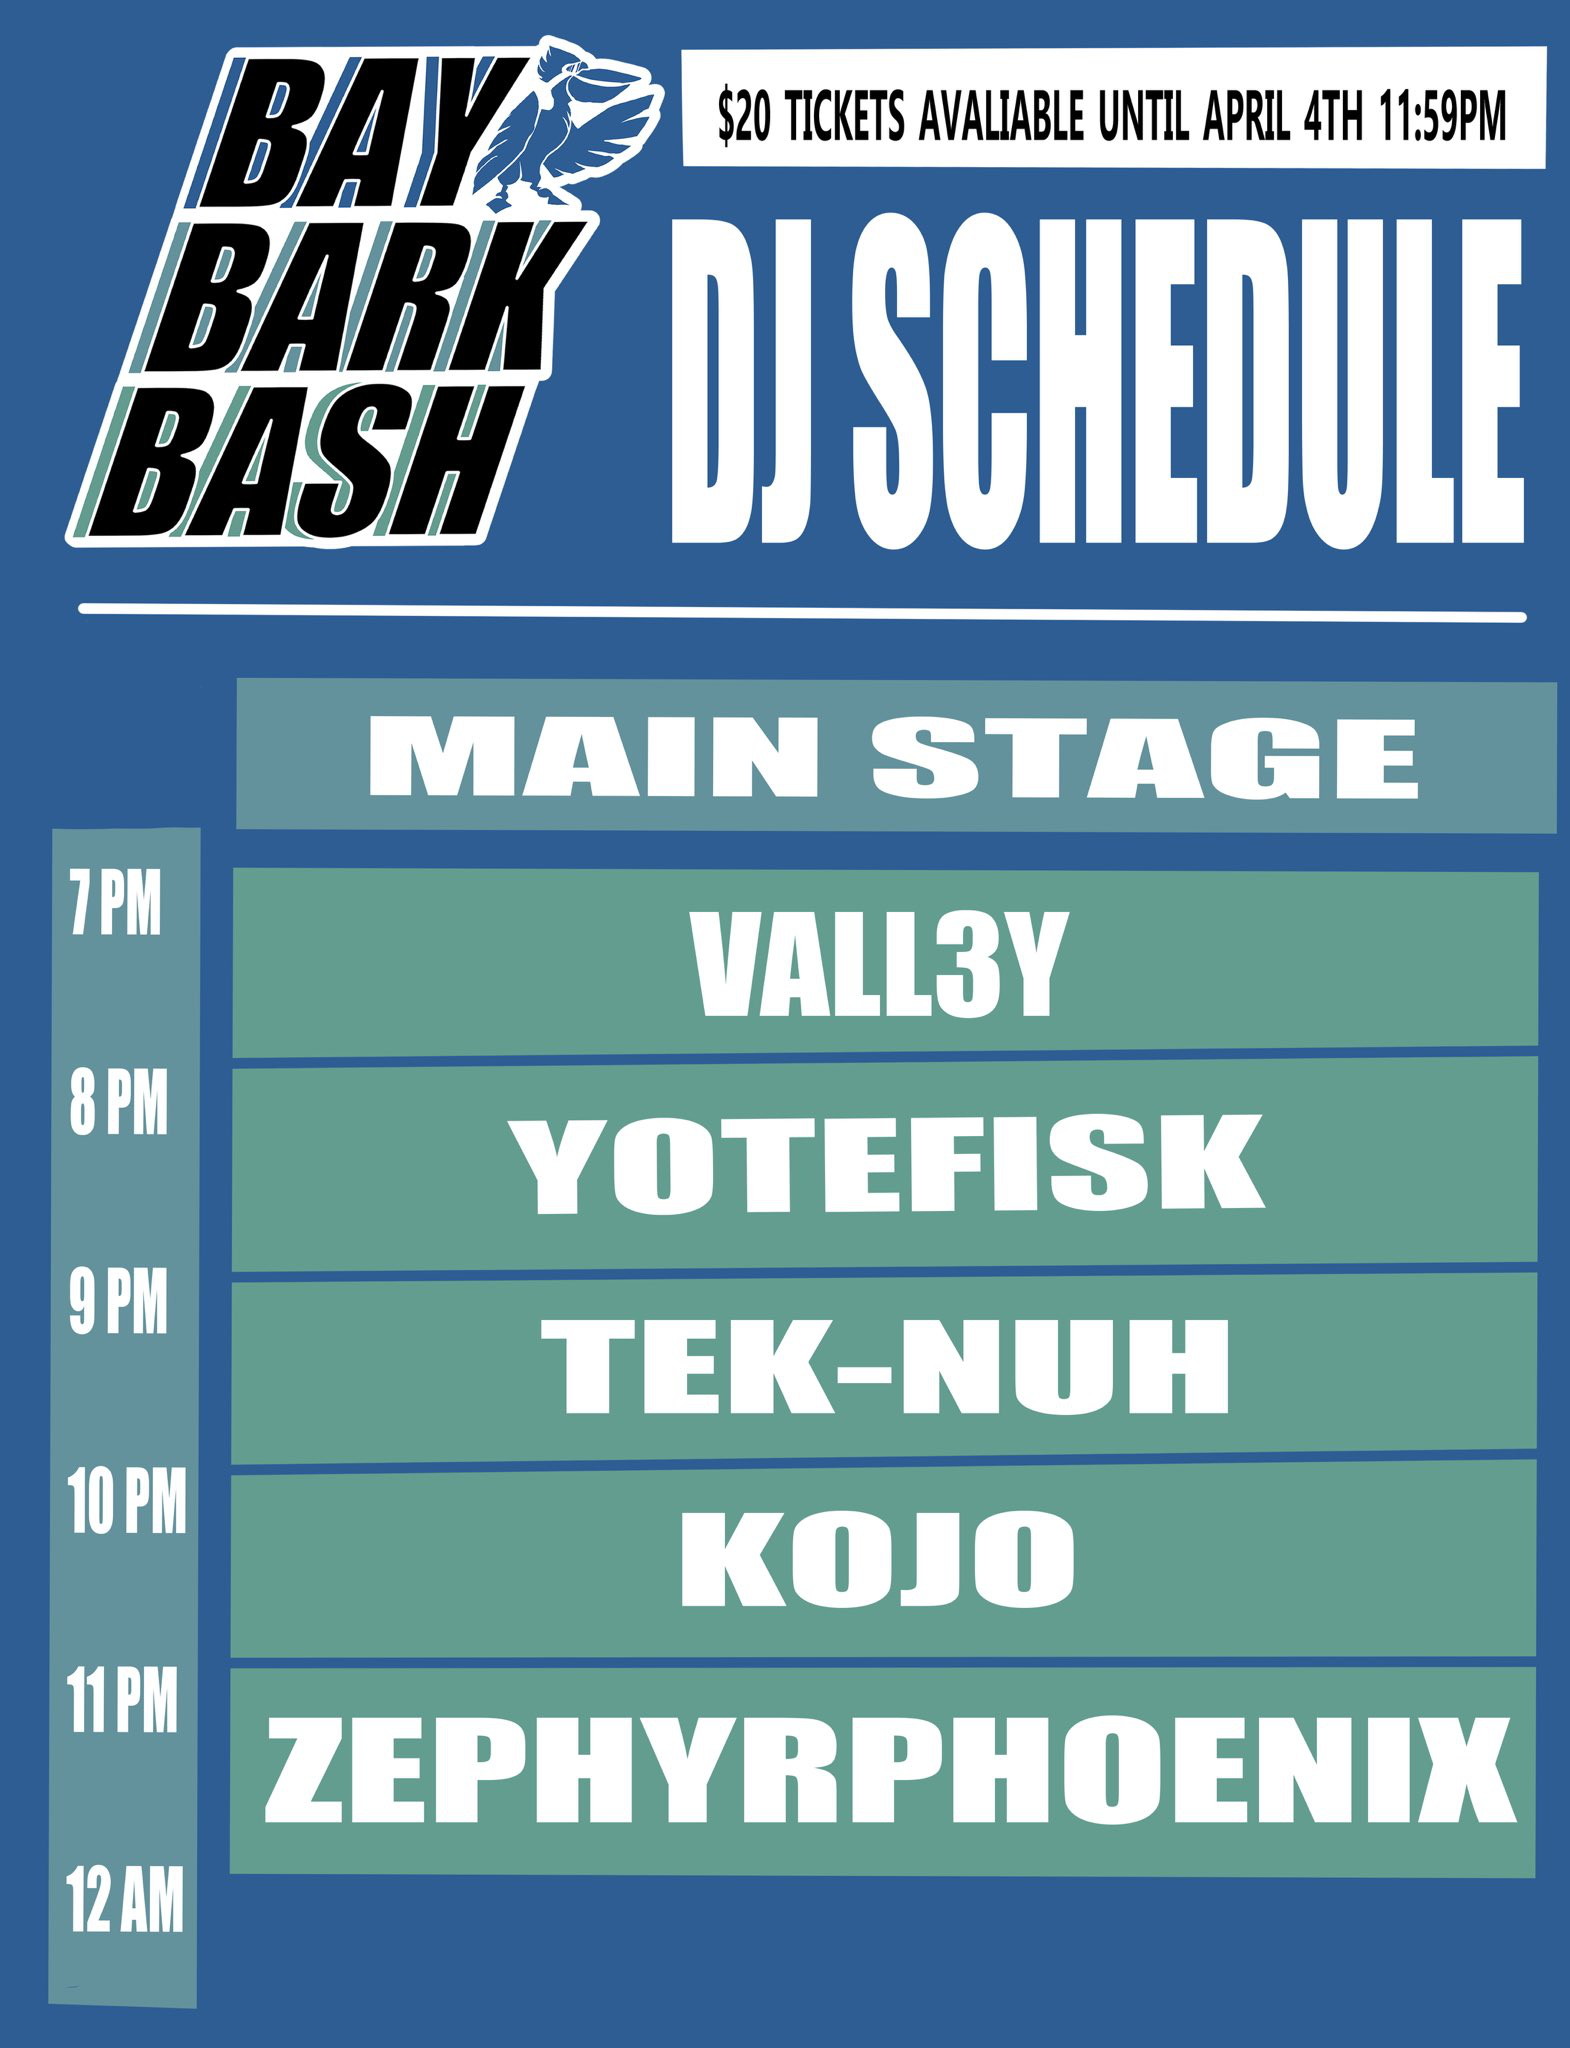 BAY
BARK
BASH
$20 TICKETS AVALIABLE UNTIL APRIL 4TH 11:59PM
DJ SCHEDULE
MAIN STAGE
7 PM
VALL3Y
8 PM
YOTEFISK
9 PM
TEK-NUH
10 PM
KOJO
11 PM
ZEPHYRPHOENIX
12 AM